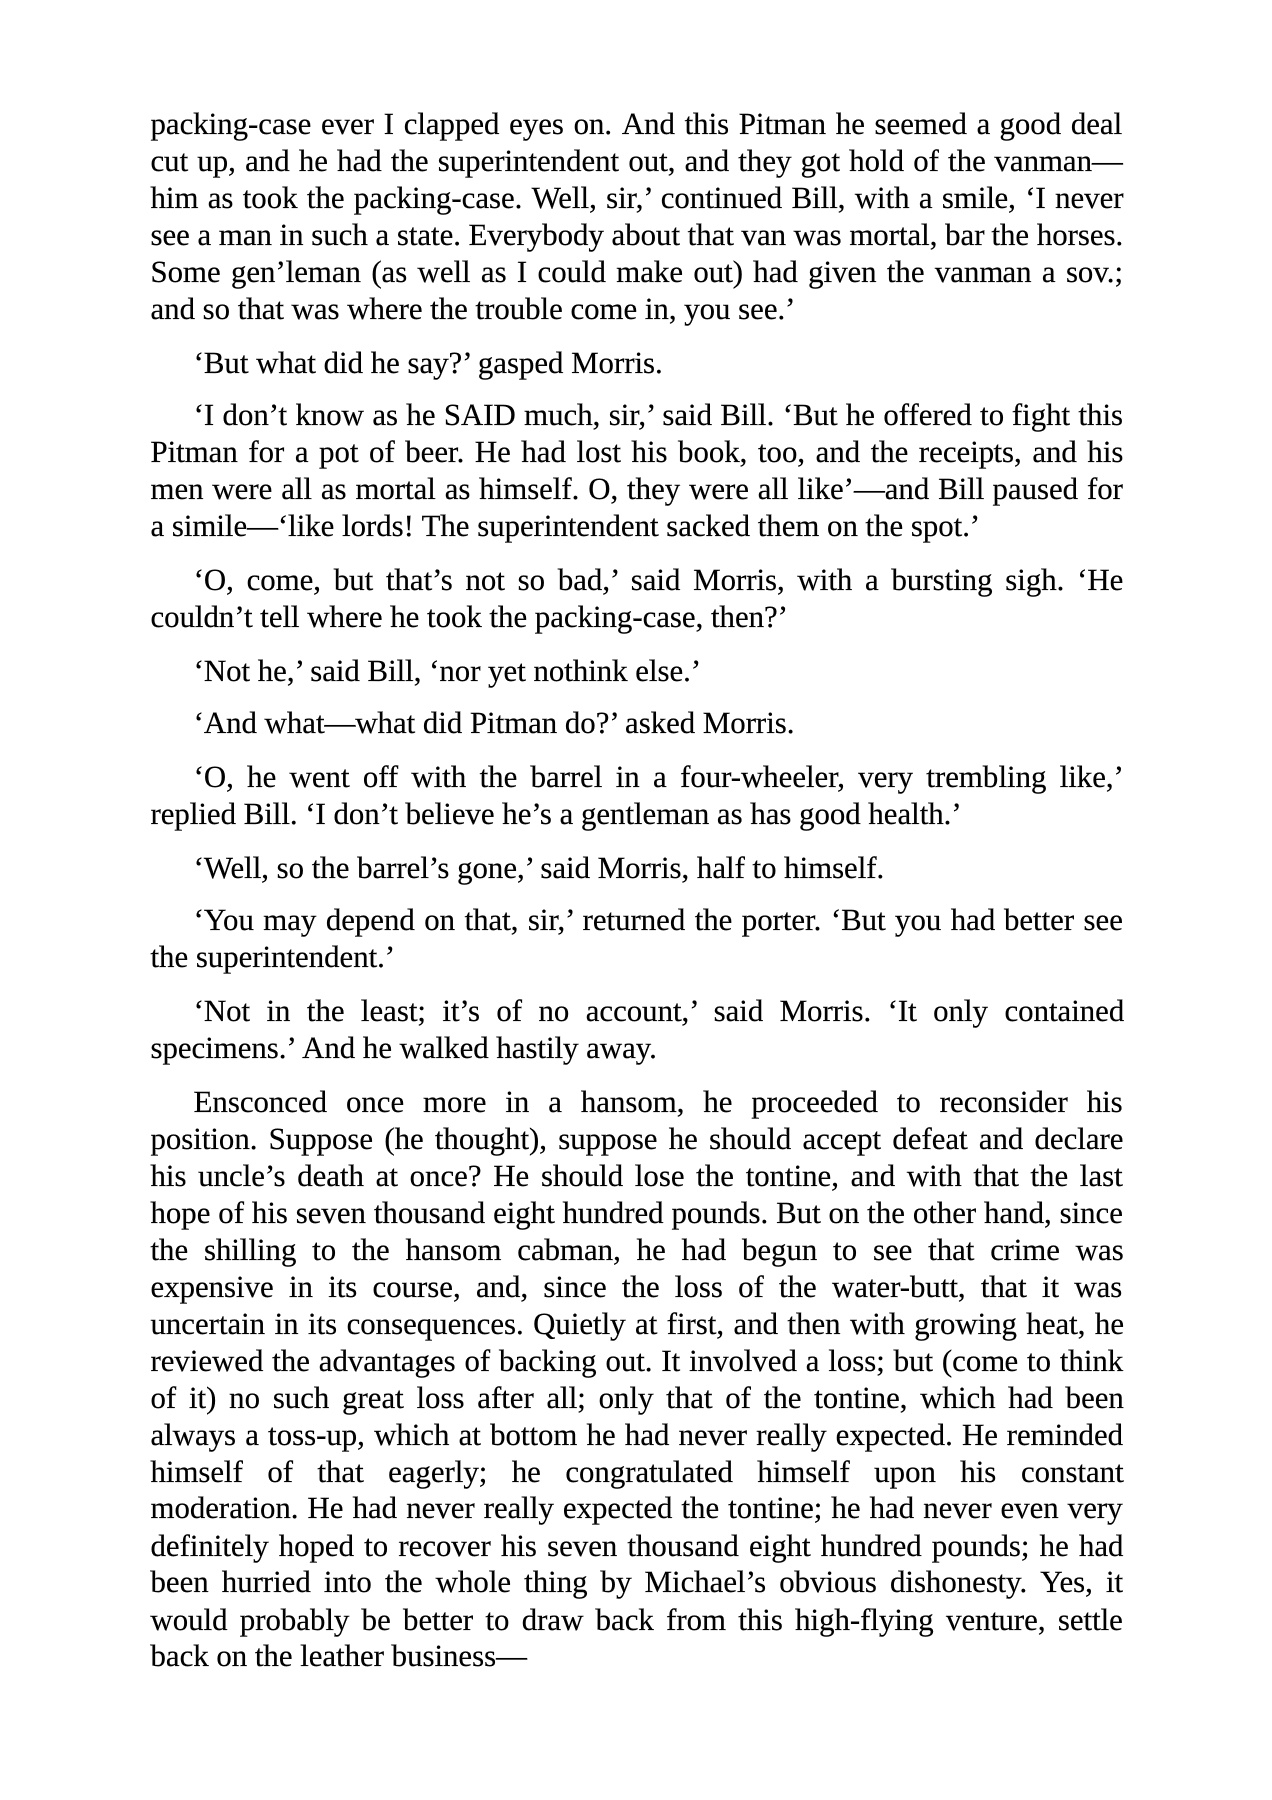 packing-case ever I clapped eyes on. And this Pitman he seemed a good deal
cut up, and he had the superintendent out, and they got hold of the vanman—
him as took the packing-case. Well, sir,’ continued Bill, with a smile, ‘I never
see a man in such a state. Everybody about that van was mortal, bar the horses.
Some gen’leman (as well as I could make out) had given the vanman a sov.;
and so that was where the trouble come in, you see.’
‘But what did he say?’ gasped Morris.
‘I don’t know as he SAID much, sir,’ said Bill. ‘But he offered to fight this
Pitman for a pot of beer. He had lost his book, too, and the receipts, and his
men were all as mortal as himself. O, they were all like’—and Bill paused for
a simile—‘like lords! The superintendent sacked them on the spot.’
‘O, come, but that’s not so bad,’ said Morris, with a bursting sigh. ‘He
couldn’t tell where he took the packing-case, then?’
‘Not he,’ said Bill, ‘nor yet nothink else.’
‘And what—what did Pitman do?’ asked Morris.
‘O, he went off with the barrel in a four-wheeler, very trembling like,’
replied Bill. ‘I don’t believe he’s a gentleman as has good health.’
‘Well, so the barrel’s gone,’ said Morris, half to himself.
‘You may depend on that, sir,’ returned the porter. ‘But you had better see
the superintendent.’
‘Not in the least; it’s of no account,’ said Morris. ‘It only contained
specimens.’ And he walked hastily away.
Ensconced once more in a hansom, he proceeded to reconsider his
position. Suppose (he thought), suppose he should accept defeat and declare
his uncle’s death at once? He should lose the tontine, and with that the last
hope of his seven thousand eight hundred pounds. But on the other hand, since
the shilling to the hansom cabman, he had begun to see that crime was
expensive in its course, and, since the loss of the water-butt, that it was
uncertain in its consequences. Quietly at first, and then with growing heat, he
reviewed the advantages of backing out. It involved a loss; but (come to think
of it) no such great loss after all; only that of the tontine, which had been
always a toss-up, which at bottom he had never really expected. He reminded
himself of that eagerly; he congratulated himself upon his constant
moderation. He had never really expected the tontine; he had never even very
definitely hoped to recover his seven thousand eight hundred pounds; he had
been hurried into the whole thing by Michael’s obvious dishonesty. Yes, it
would probably be better to draw back from this high-flying venture, settle
back on the leather business—